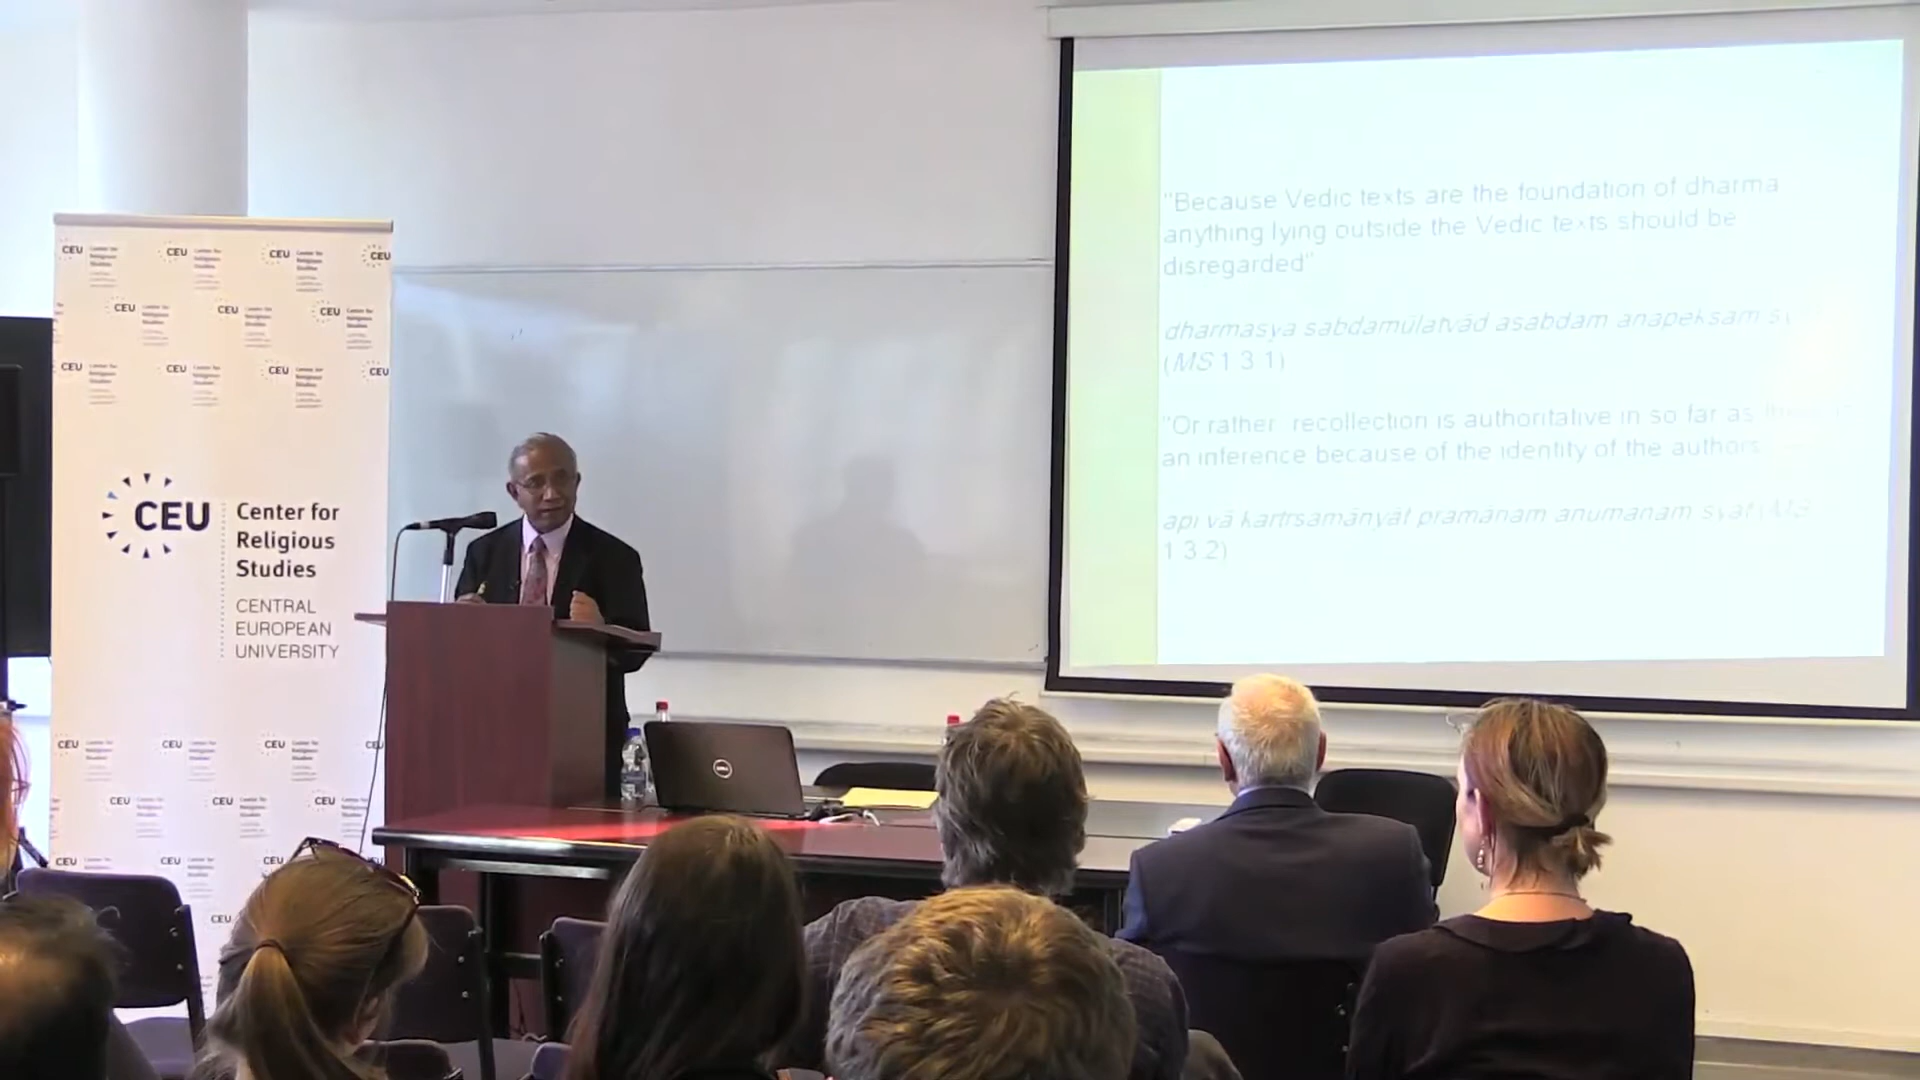 CEU
Center for
Religious
Studies
CENTRAL
EUROPEAN
UNIVERSITY
"Because Vedic texts are the foundation of dharma
anything lying outside the Vedic texts should be
disregarded"
dharmasya sabdamūlatvād asabdam anapeksam
(MS 1 3 1)
"Or rather recollection is authoritative in so far as
an inference because of the identity of the authors
api vā kartrsamānyāt pramānam anumānam syāt (MS
1 3.2)
DELL